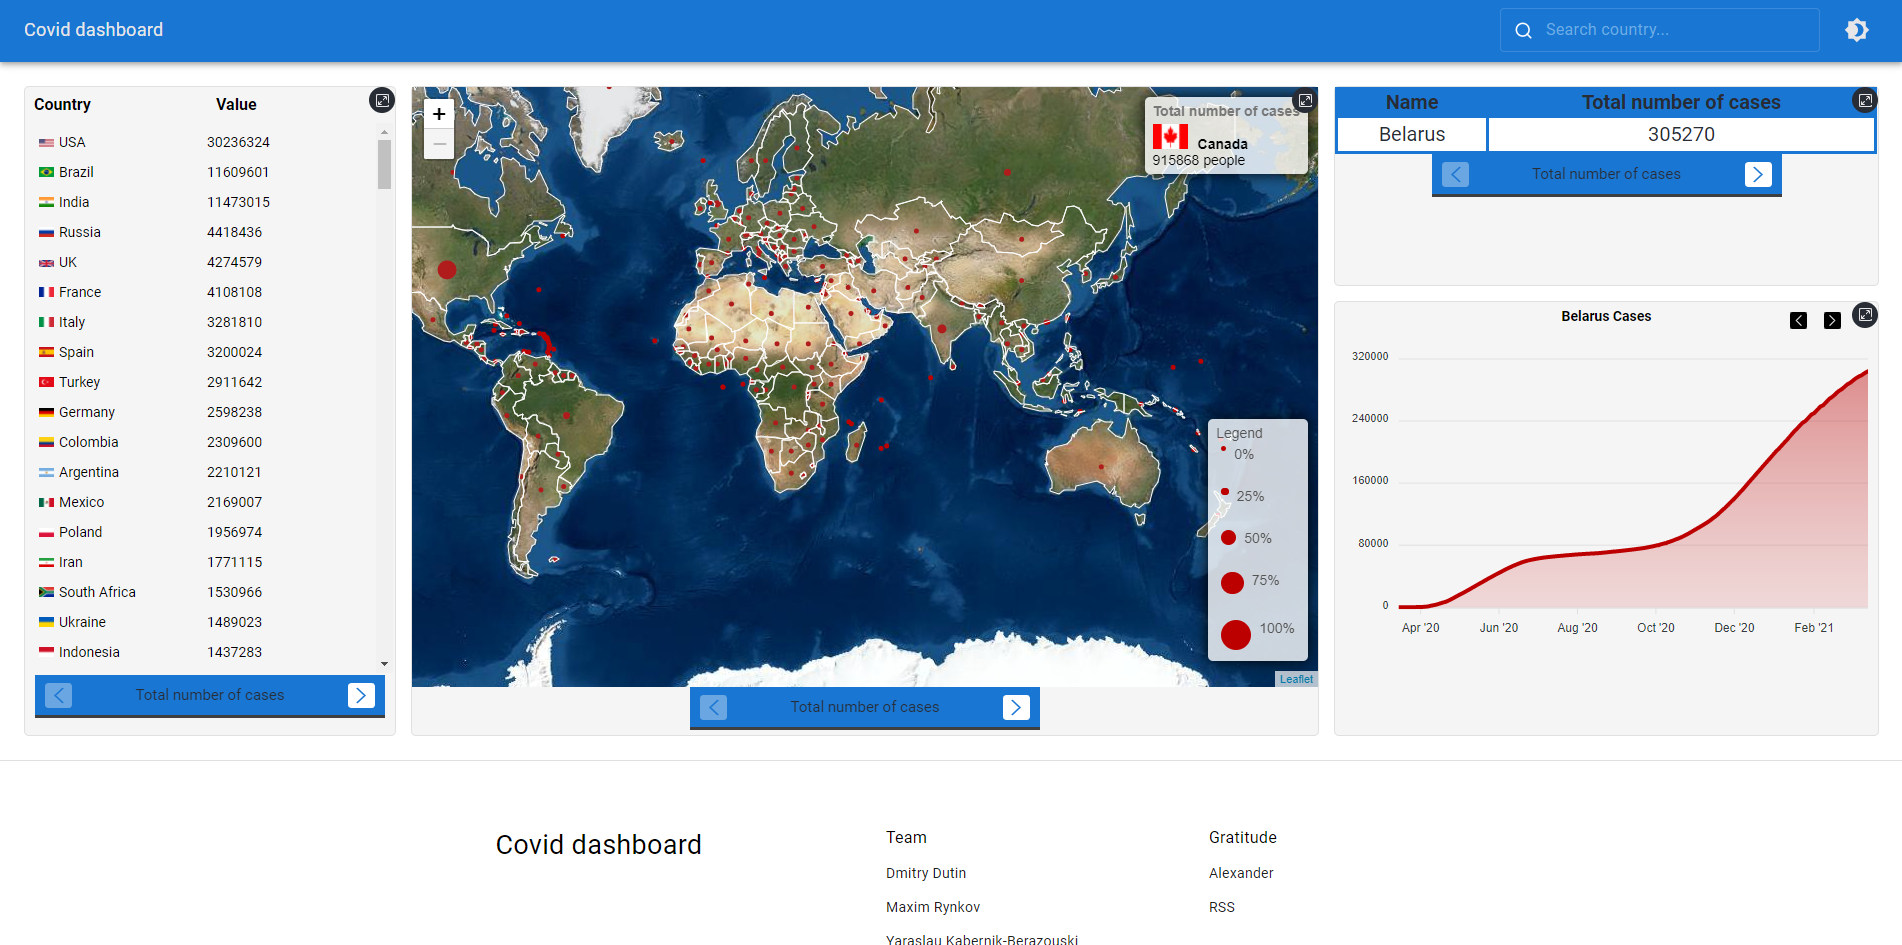 Covid dashboard
Search country...
Country Value
USA 30236324
Brazil 11609601
India 11473015
Russia 4418436
UK 4274579
France 4108108
Italy 3281810
Spain 3200024
Turkey 2911642
Germany 2598238
Colombia 2309600
Argentina 2210121
Mexico 2169007
Poland 1956974
Iran 1771115
South Africa 1530966
Ukraine 1489023
Indonesia 1437283
Total number of cases
+
−
Total number of cases
Canada
915868 people
Legend
0%
25%
50%
75%
100%
Leaflet
Total number of cases
Name Total number of cases
Belarus 305270
Total number of cases
Belarus Cases
320000
240000
160000
80000
0
Apr '20 Jun '20 Aug '20 Oct '20 Dec '20 Feb '21
Covid dashboard
Team
Dmitry Dutin
Maxim Rynkov
Yaraslau Kabernik-Berazouski
Gratitude
Alexander
RSS